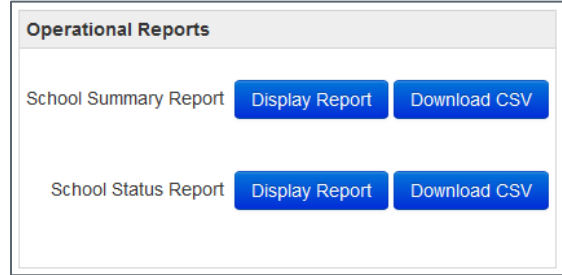 Operational Reports
School Summary Report Display Report Download CSV
School Status Report Display Report Download CSV